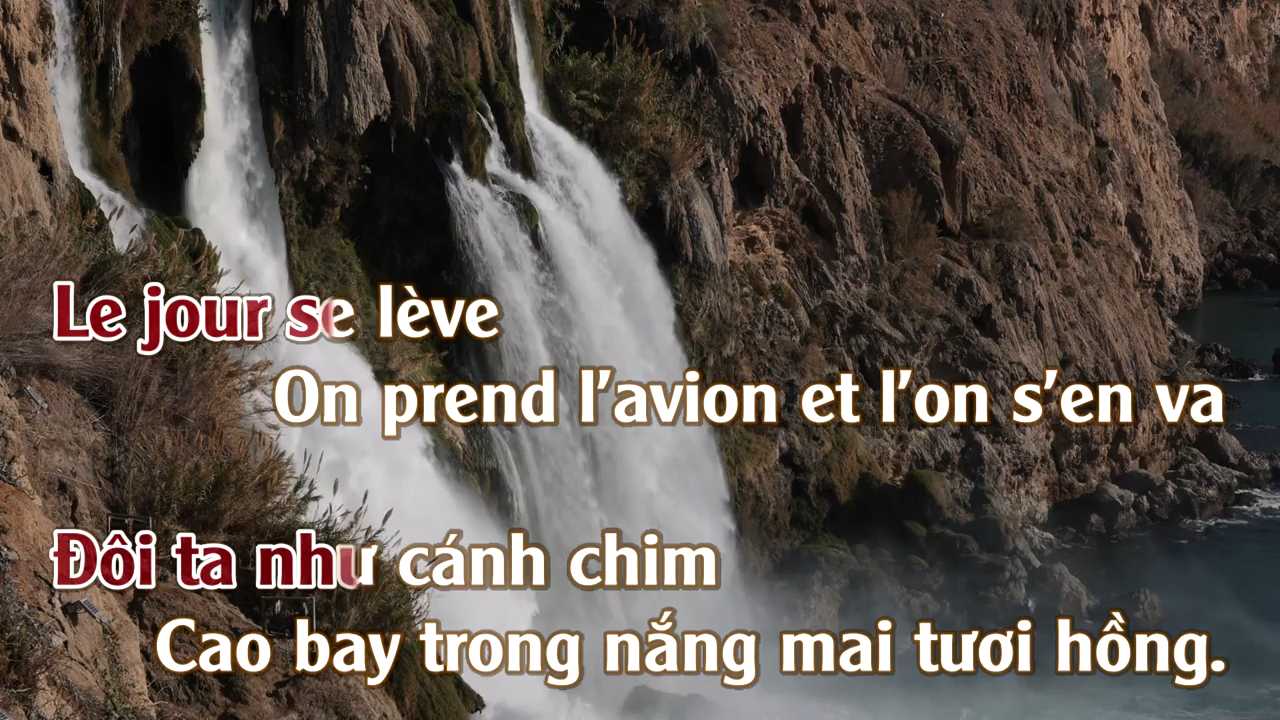 Le jour se lève
On prend l'avion et l'on s'en va
Đôi ta như cánh chim
Cao bay trong nắng mai tươi hồng.